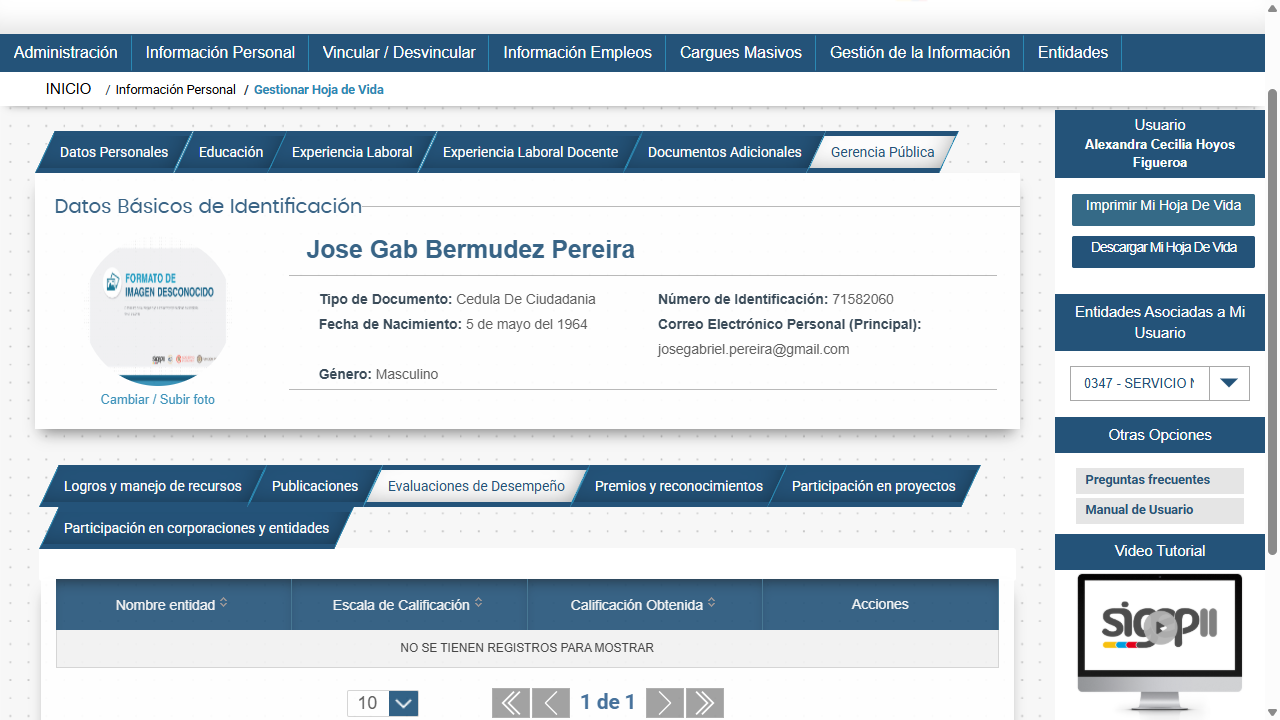 Administración
Información Personal
Vincular / Desvincular
Información Empleos
Cargues Masivos
Gestión de la Información
Entidades
INICIO / Información Personal / Gestionar Hoja de Vida
Datos Personales
Educación
Experiencia Laboral
Experiencia Laboral Docente
Documentos Adicionales
Gerencia Pública
Datos Básicos de Identificación
FORMATO DE
IMAGEN DESCONOCIDO
Cambiar / Subir foto
Jose Gab Bermudez Pereira
Tipo de Documento: Cedula De Ciudadania
Número de Identificación: 71582060
Fecha de Nacimiento: 5 de mayo del 1964
Correo Electrónico Personal (Principal):
josegabriel.pereira@gmail.com
Género: Masculino
Logros y manejo de recursos
Publicaciones
Evaluaciones de Desempeño
Premios y reconocimientos
Participación en proyectos
Participación en corporaciones y entidades
Nombre entidad
Escala de Calificación
Calificación Obtenida
Acciones
NO SE TIENEN REGISTROS PARA MOSTRAR
10
1 de 1
Usuario
Alexandra Cecilia Hoyos
Figueroa
Imprimir Mi Hoja De Vida
Descargar Mi Hoja De Vida
Entidades Asociadas a Mi
Usuario
0347 - SERVICIO
Otras Opciones
Preguntas frecuentes
Manual de Usuario
Video Tutorial
sigepII